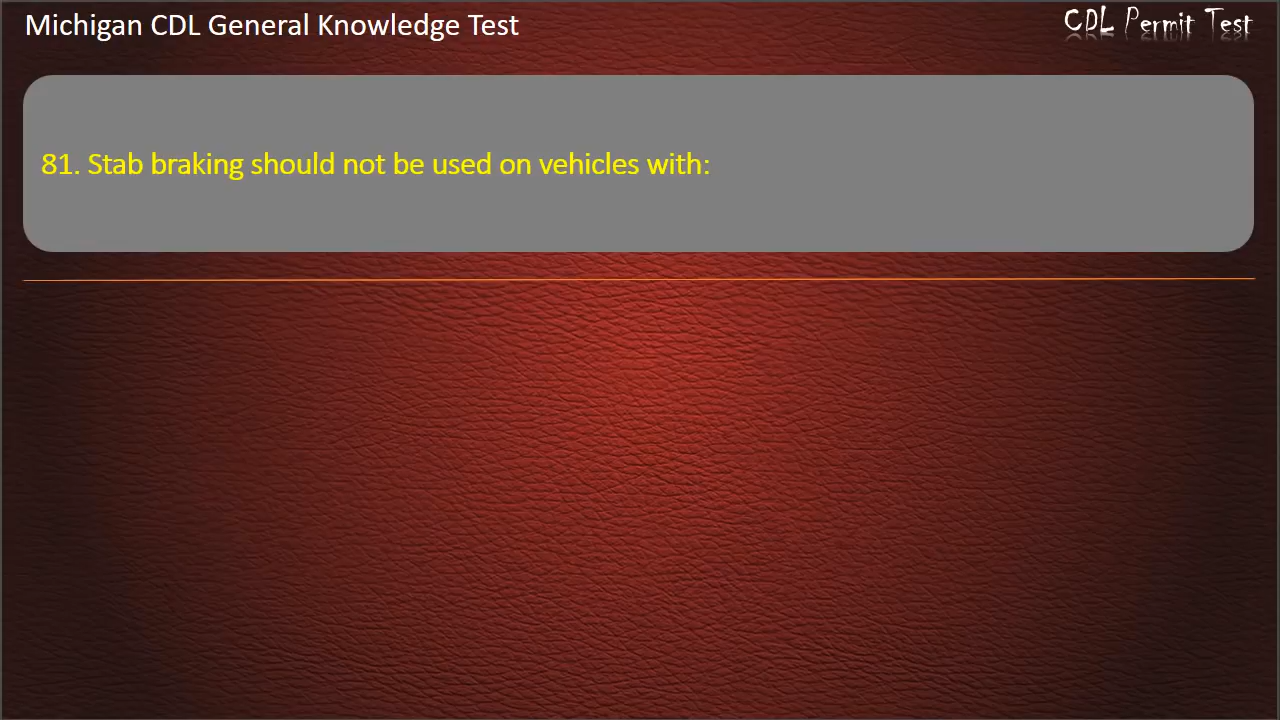 Michigan CDL General Knowledge Test
CDL Permit Test
81. Stab braking should not be used on vehicles with: